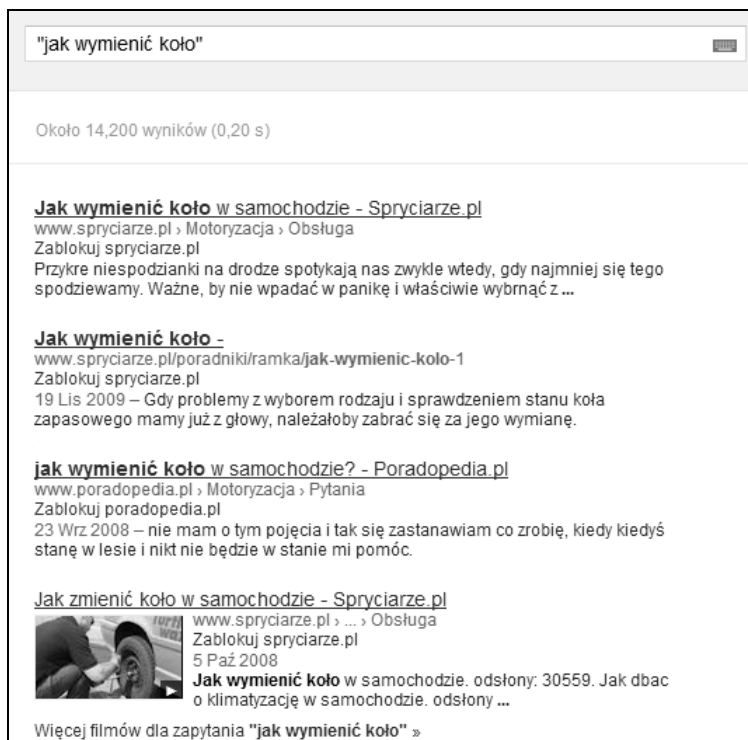 "jak wymienić koło"
Około 14,200 wyników (0,20 s)
Jak wymienić koło w samochodzie - Spryciarze.pl
www.spryciarze.pl › Motoryzacja › Obsługa
Zablokuj spryciarze.pl
Przykre niespodzianki na drodze spotykają nas zwykle wtedy, gdy najmniej się tego
spodziewamy. Ważne, by nie wpadać w panikę i właściwie wybrnąć z ...
Jak wymienić koło -
www.spryciarze.pl/poradniki/ramka/jak-wymienic-kolo-1
Zablokuj spryciarze.pl
19 Lis 2009 – Gdy problemy z wyborem rodzaju i sprawdzeniem stanu koła
zapasowego mamy już z głowy, należałoby zabrać się za jego wymianę.
jak wymienić koło w samochodzie? - Poradopedia.pl
www.poradopedia.pl › Motoryzacja › Pytania
Zablokuj poradopedia.pl
23 Wrz 2008 – nie mam o tym pojęcia i tak się zastanawiam co zrobię, kiedy kiedyś
stanę w lesie i nikt nie będzie w stanie mi pomóc.
Jak zmienić koło w samochodzie - Spryciarze.pl
www.spryciarze.pl › ... › Obsługa
Zablokuj spryciarze.pl
5 Paź 2008
Jak wymienić koło w samochodzie. odsłony: 30559. Jak dbac
o klimatyzację w samochodzie. odsłony ...
Więcej filmów dla zapytania "jak wymienić koło" »